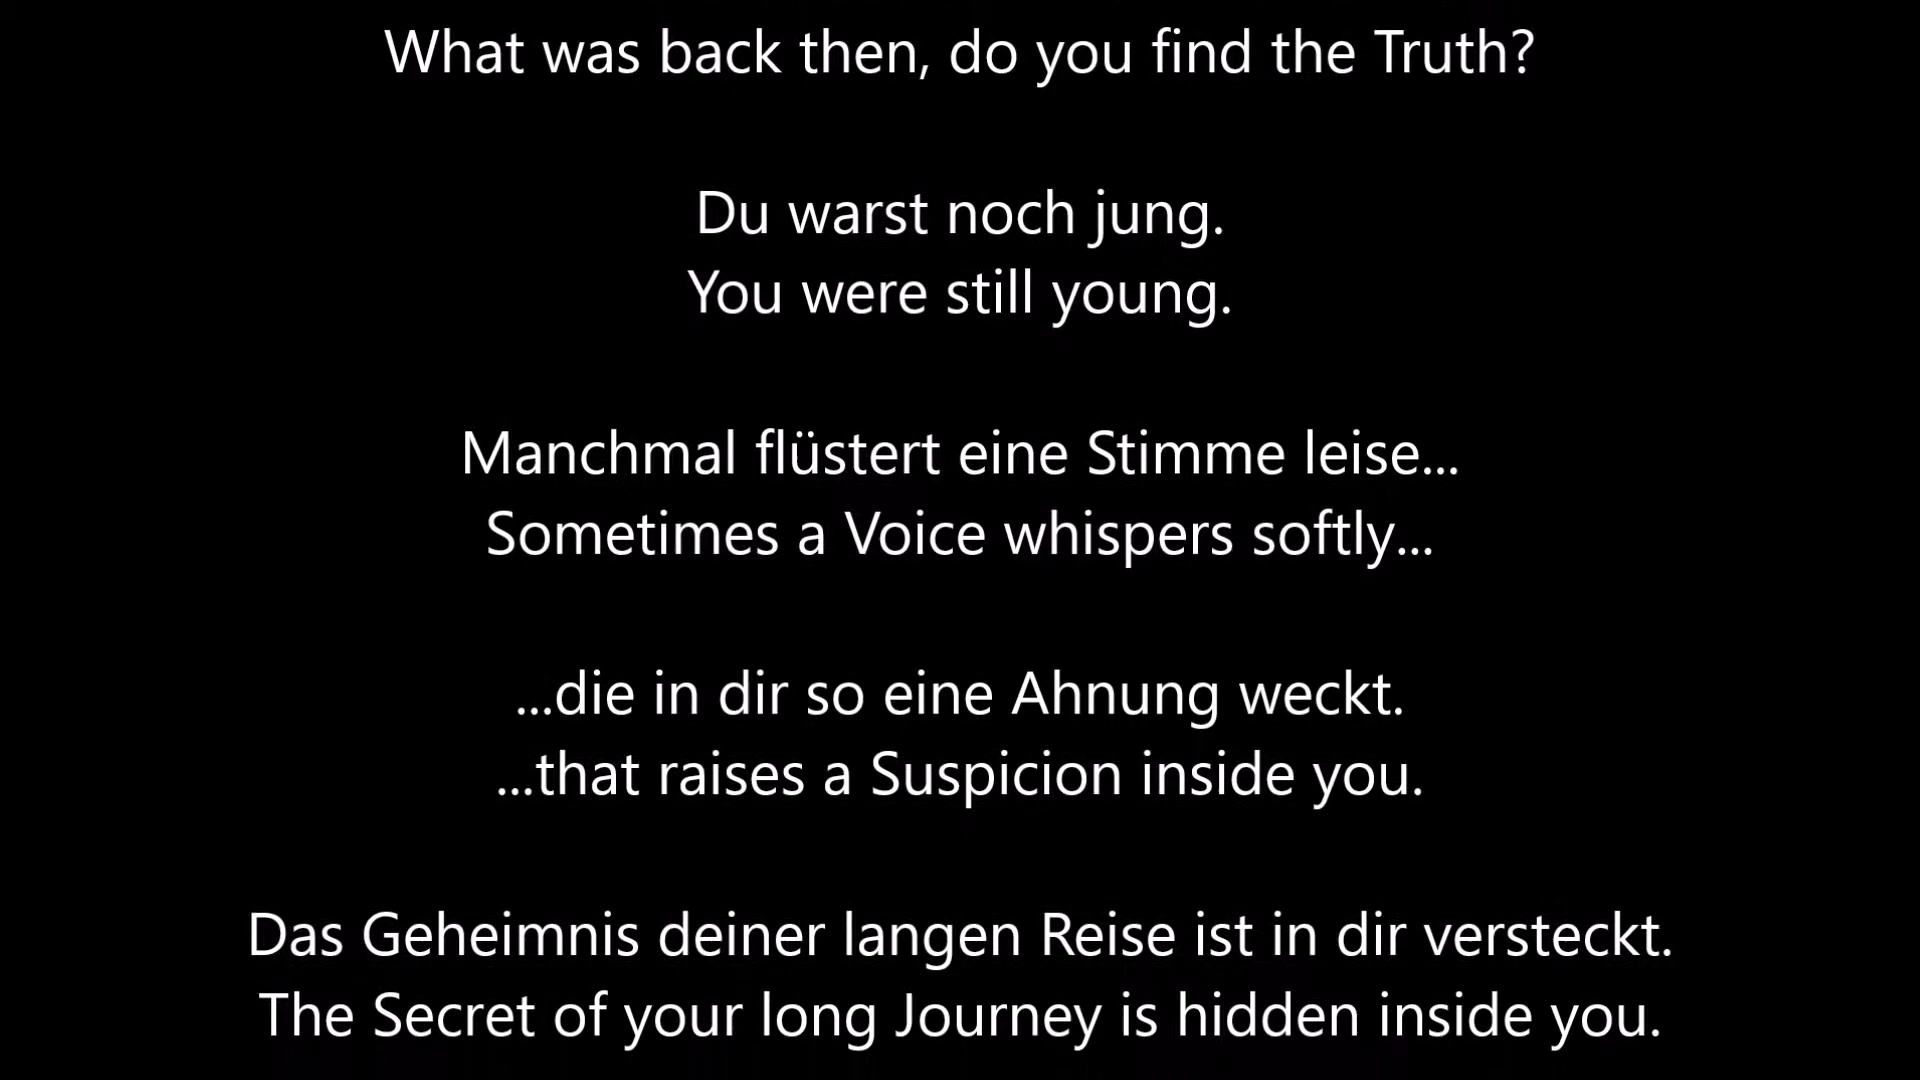 What was back then, do you find the Truth?
Du warst noch jung.
You were still young.
Manchmal flüstert eine Stimme leise...
Sometimes a Voice whispers softly...
...die in dir so eine Ahnung weckt.
...that raises a Suspicion inside you.
Das Geheimnis deiner langen Reise ist in dir versteckt.
The Secret of your long Journey is hidden inside you.